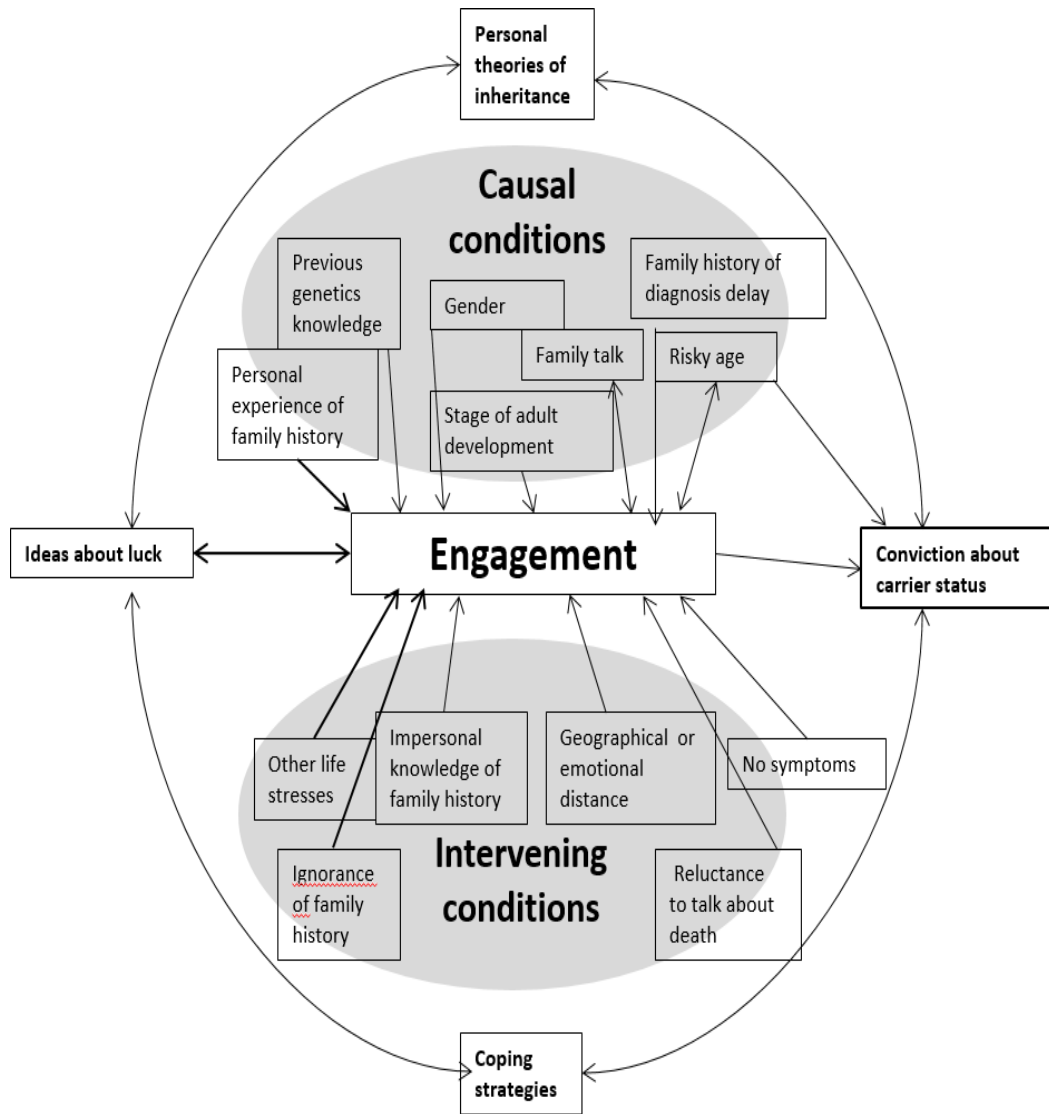 Personal
theories of
inheritance
Causal
conditions
Previous
genetics
knowledge
Gender
Family history of
diagnosis delay
Family talk
Risky age
Personal
experience of
family history
Stage of adult
development
Ideas about luck
Engagement
Conviction about
carrier status
Other life
stresses
Impersonal
knowledge of
family history
Geographical or
emotional
distance
No symptoms
Intervening
conditions
Ignorance
of family
history
Reluctance
to talk about
death
Coping
strategies